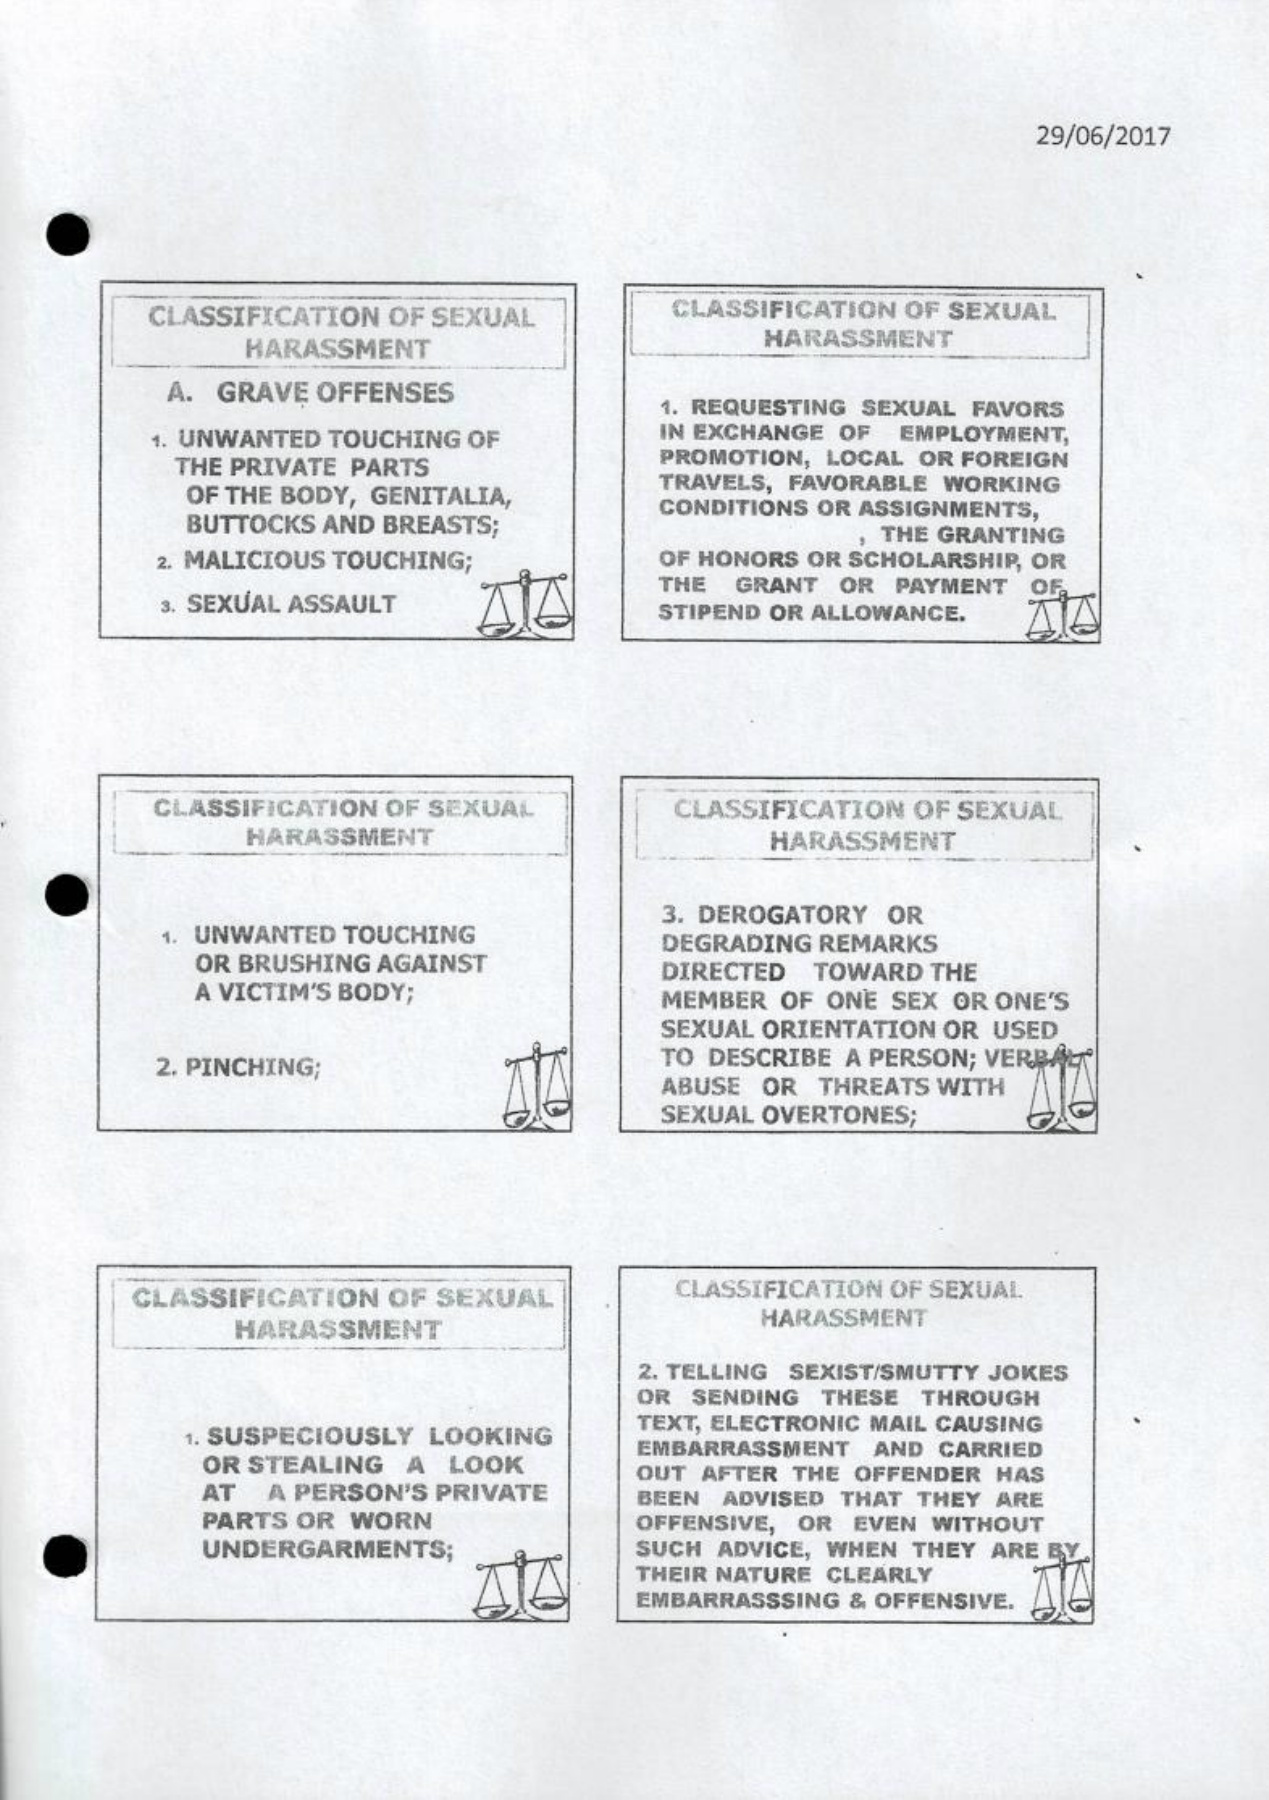 29/06/2017
CLASSIFICATION OF SEXUAL
HARASSMENT
A. GRAVE OFFENSES
1. UNWANTED TOUCHING OF
THE PRIVATE PARTS
OF THE BODY, GENITALIA,
BUTTOCKS AND BREASTS;
2. MALICIOUS TOUCHING;
3. SEXUAL ASSAULT
CLASSIFICATION OF SEXUAL
HARASSMENT
1. REQUESTING SEXUAL FAVORS
IN EXCHANGE OF EMPLOYMENT,
PROMOTION, LOCAL OR FOREIGN
TRAVELS, FAVORABLE WORKING
CONDITIONS OR ASSIGNMENTS,
, THE GRANTING
OF HONORS OR SCHOLARSHIP, OR
THE GRANT OR PAYMENT OF
STIPEND OR ALLOWANCE.
CLASSIFICATION OF SEXUAL
HARASSMENT
1. UNWANTED TOUCHING
OR BRUSHING AGAINST
A VICTIM'S BODY;
2. PINCHING;
CLASSIFICATION OF SEXUAL
HARASSMENT
3. DEROGATORY OR
DEGRADING REMARKS
DIRECTED TOWARD THE
MEMBER OF ONE SEX OR ONE'S
SEXUAL ORIENTATION OR USED
TO DESCRIBE A PERSON; VERBAL
ABUSE OR THREATS WITH
SEXUAL OVERTONES;
CLASSIFICATION OF SEXUAL
HARASSMENT
1. SUSPECIOUSLY LOOKING
OR STEALING A LOOK
AT A PERSON'S PRIVATE
PARTS OR WORN
UNDERGARMENTS;
CLASSIFICATION OF SEXUAL
HARASSMENT
2. TELLING SEXIST/SMUTTY JOKES
OR SENDING THESE THROUGH
TEXT, ELECTRONIC MAIL CAUSING
EMBARRASSMENT AND CARRIED
OUT AFTER THE OFFENDER HAS
BEEN ADVISED THAT THEY ARE
OFFENSIVE, OR EVEN WITHOUT
SUCH ADVICE, WHEN THEY ARE BY
THEIR NATURE CLEARLY
EMBARRASSSING & OFFENSIVE.